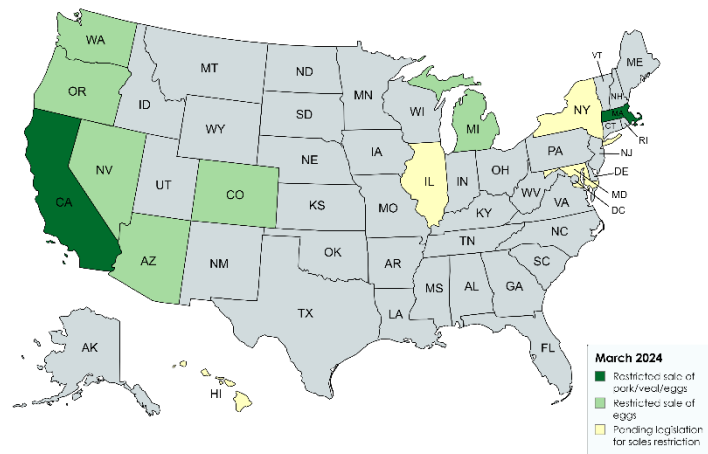 WA
MT
ND
MN
VT
ME
OR
ID
SD
WI
NH
NY
MA
WY
MI
CT
RI
IA
PA
NJ
NE
NV
OH
DE
UT
IL
IN
CA
CO
WV
MD
KS
MO
VA
DC
KY
NC
AZ
TN
OK
NM
AR
SC
MS
AL
GA
TX
LA
AK
FL
HI
March 2024
Restricted sale of
pork/veal/eggs
Restricted sale of
eggs
Pending legislation
for sales restriction